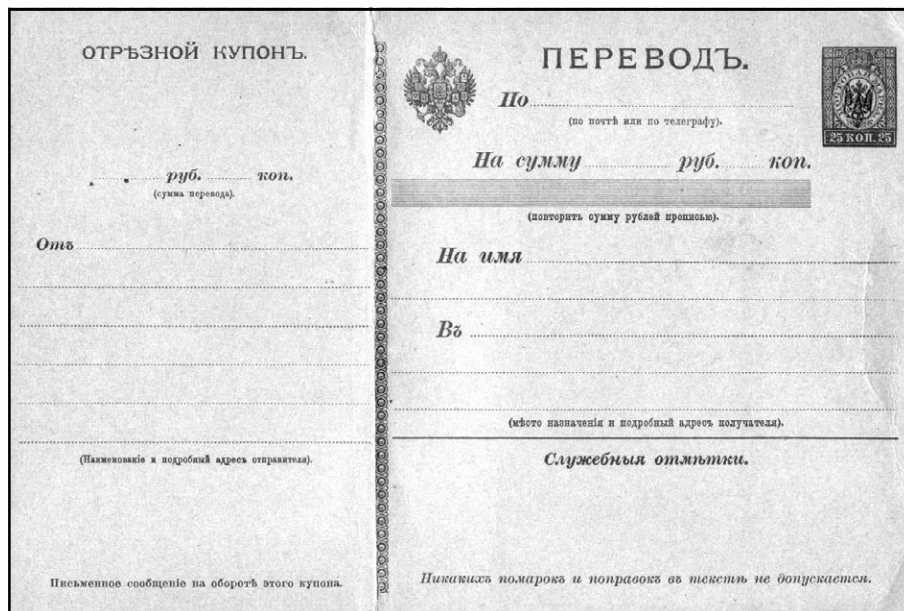 ОТРѢЗНОЙ КУПОНЪ.
руб. коп.
(сумма перевода).
Отъ
(Наименованіе и подробный адресъ отправителя).
Письменное сообщеніе на оборотѣ этого купона.
ПЕРЕВОДЪ.
По
(по почтѣ или по телеграфу).
25 КОП. 25
На сумму руб. коп.
(повторить сумму рублей прописью).
На имя
Въ
(мѣсто назначенія и подробный адресъ получателя).
Служебныя отмѣтки.
Никакихъ помарокъ и поправокъ въ текстѣ не допускается.